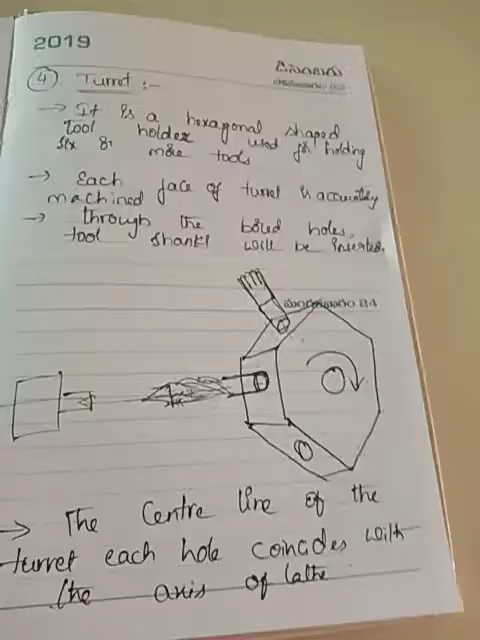 2019
4 Turret :-
→ It is a hexagonal shaped
tool holder used for holding
six or more tools
→ Each face of turret is accurately
machined
→ through the bored holes,
tool shanks will be inserted.
→ The Centre line of the
turret each hole coincides with
the axis of lathe